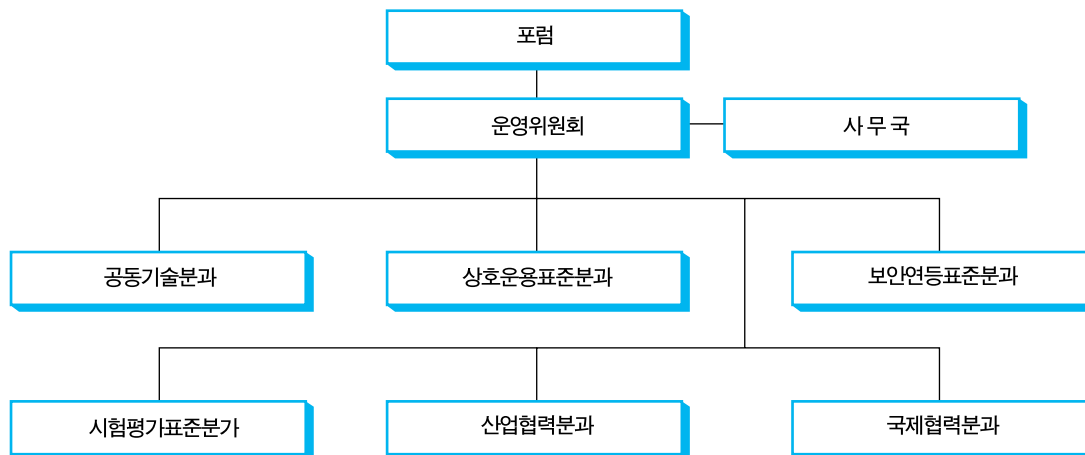 포럼
운영위원회
사 무 국
공동기술분과
상호운용표준분과
보안연등표준분과
시험평가표준분가
산업협력분과
국제협력분과